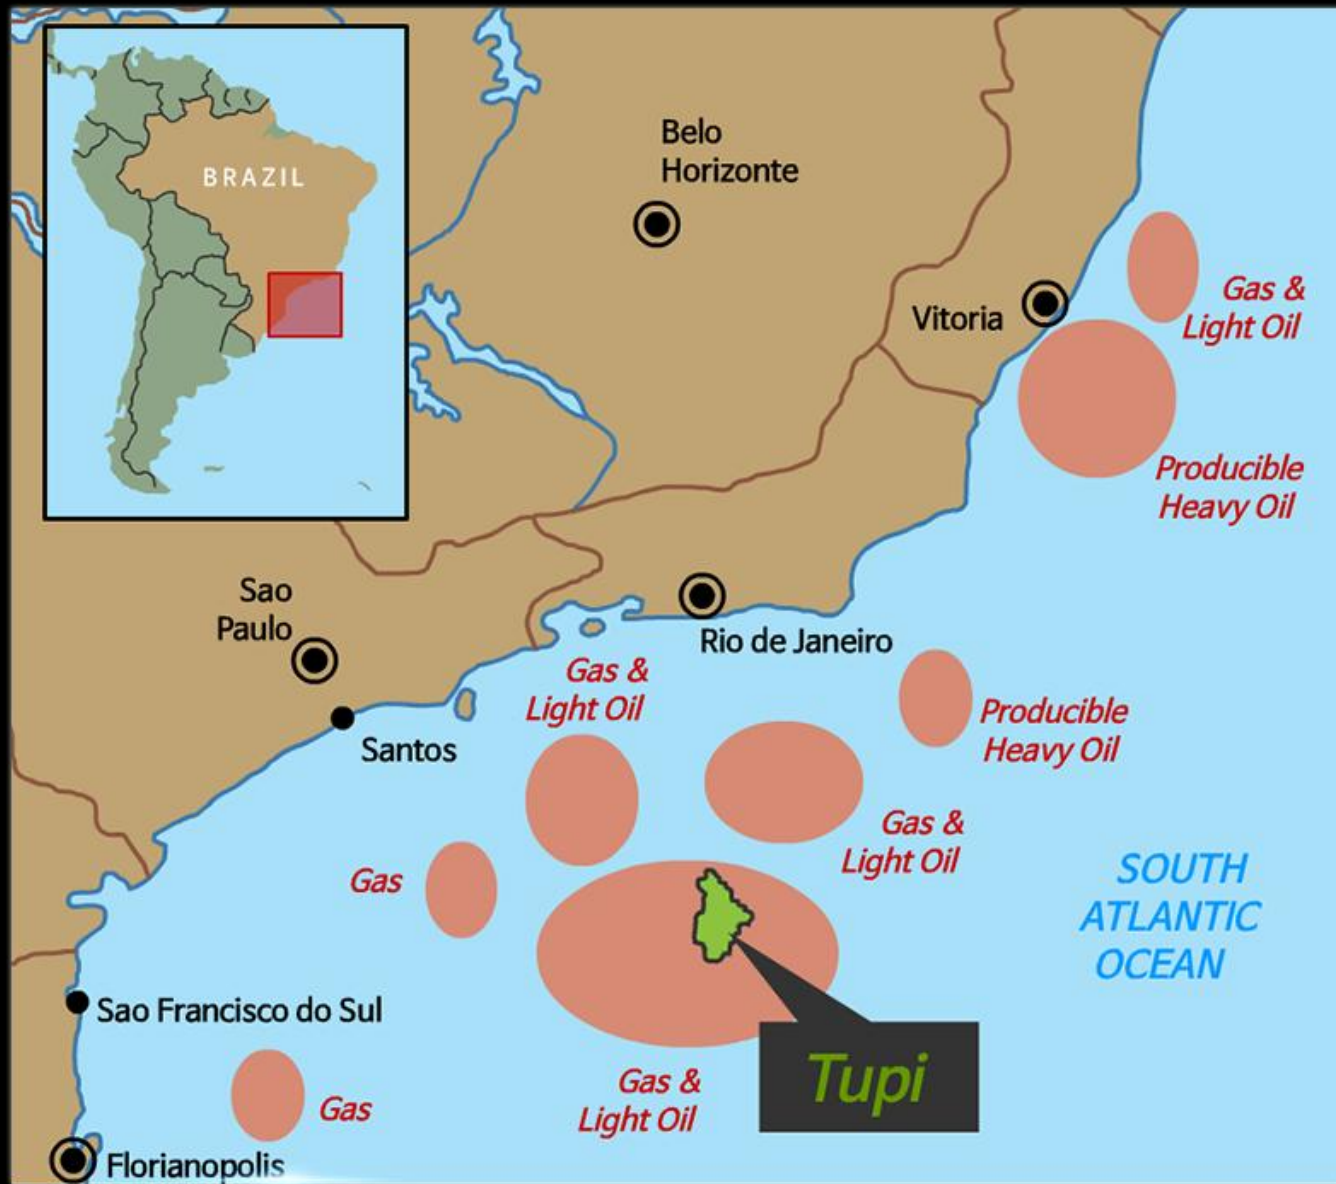 BRAZIL
Belo
Horizonte
Vitoria
Gas &
Light Oil
Producible
Heavy Oil
Sao
Paulo
Rio de Janeiro
Santos
Gas &
Light Oil
Producible
Heavy Oil
Gas &
Light Oil
Gas
SOUTH
ATLANTIC
OCEAN
Sao Francisco do Sul
Tupi
Gas &
Light Oil
Gas
Florianopolis